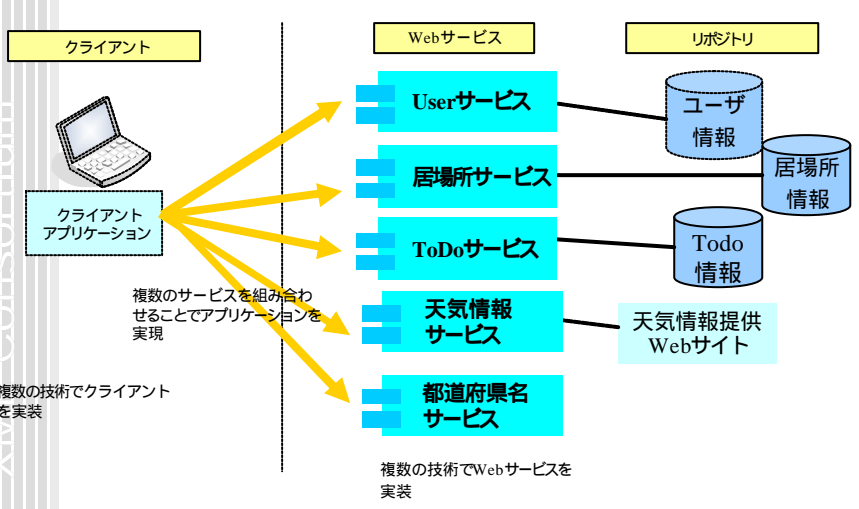 クライアント
Webサービス
リポジトリ
Userサービス
ユーザ
情報
居場所サービス
居場所
情報
クライアント
アプリケーション
ToDoサービス
Todo
情報
複数のサービスを組み合わ
せることでアプリケーションを
実現
天気情報
サービス
天気情報提供
Webサイト
複数の技術でクライアント
を実装
都道府県名
サービス
複数の技術でWebサービスを
実装
XML Consortium